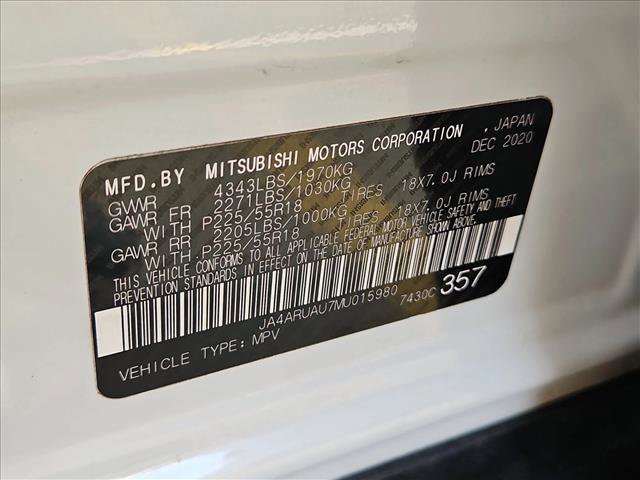 MFD.BY MITSUBISHI MOTORS CORPORATION , JAPAN
DEC 2020
GVWR 4343LBS/1970KG
GAWR FR 2271LBS/1030KG
WITH P225/55R18 TIRES 18X7.0J RIMS
GAWR RR 2205LBS/1000KG
WITH P225/55R18 TIRES 18X7.0J RIMS
THIS VEHICLE CONFORMS TO ALL APPLICABLE FEDERAL MOTOR VEHICLE SAFETY AND THEFT
PREVENTION STANDARDS IN EFFECT ON THE DATE OF MANUFACTURE SHOWN ABOVE.
JA4ARUAU7MU015980 7430C 357
VEHICLE TYPE: MPV